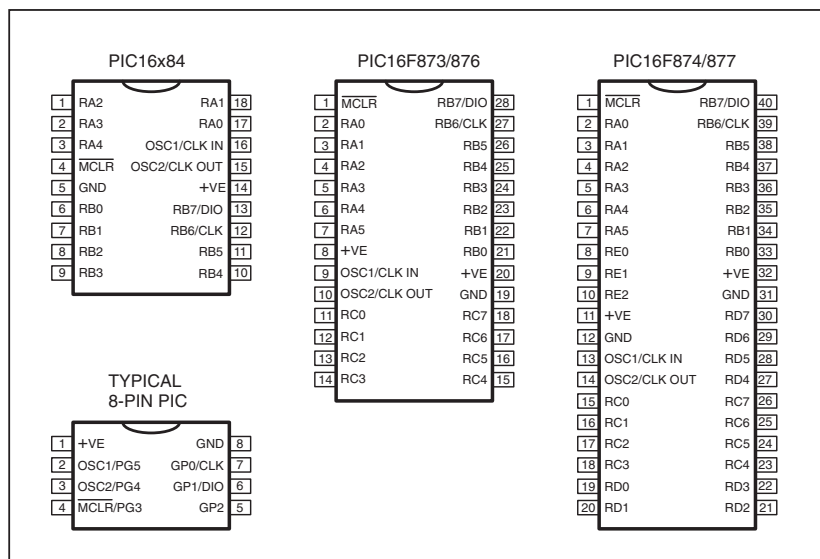 PIC16x84
1 RA2 RA1 18
2 RA3 RA0 17
3 RA4 OSC1/CLK IN 16
4 MCLR OSC2/CLK OUT 15
5 GND +VE 14
6 RB0 RB7/DIO 13
7 RB1 RB6/CLK 12
8 RB2 RB5 11
9 RB3 RB4 10
PIC16F873/876
1 MCLR RB7/DIO 28
2 RA0 RB6/CLK 27
3 RA1 RB5 26
4 RA2 RB4 25
5 RA3 RB3 24
6 RA4 RB2 23
7 RA5 RB1 22
8 +VE RB0 21
9 OSC1/CLK IN +VE 20
10 OSC2/CLK OUT GND 19
11 RC0 RC7 18
12 RC1 RC6 17
13 RC2 RC5 16
14 RC3 RC4 15
PIC16F874/877
1 MCLR RB7/DIO 40
2 RA0 RB6/CLK 39
3 RA1 RB5 38
4 RA2 RB4 37
5 RA3 RB3 36
6 RA4 RB2 35
7 RA5 RB1 34
8 RE0 RB0 33
9 RE1 +VE 32
10 RE2 GND 31
11 +VE RD7 30
12 GND RD6 29
13 OSC1/CLK IN RD5 28
14 OSC2/CLK OUT RD4 27
15 RC0 RC7 26
16 RC1 RC6 25
17 RC2 RC5 24
18 RC3 RC4 23
19 RD0 RD3 22
20 RD1 RD2 21
TYPICAL
8-PIN PIC
1 +VE GND 8
2 OSC1/PG5 GP0/CLK 7
3 OSC2/PG4 GP1/DIO 6
4 MCLR/PG3 GP2 5